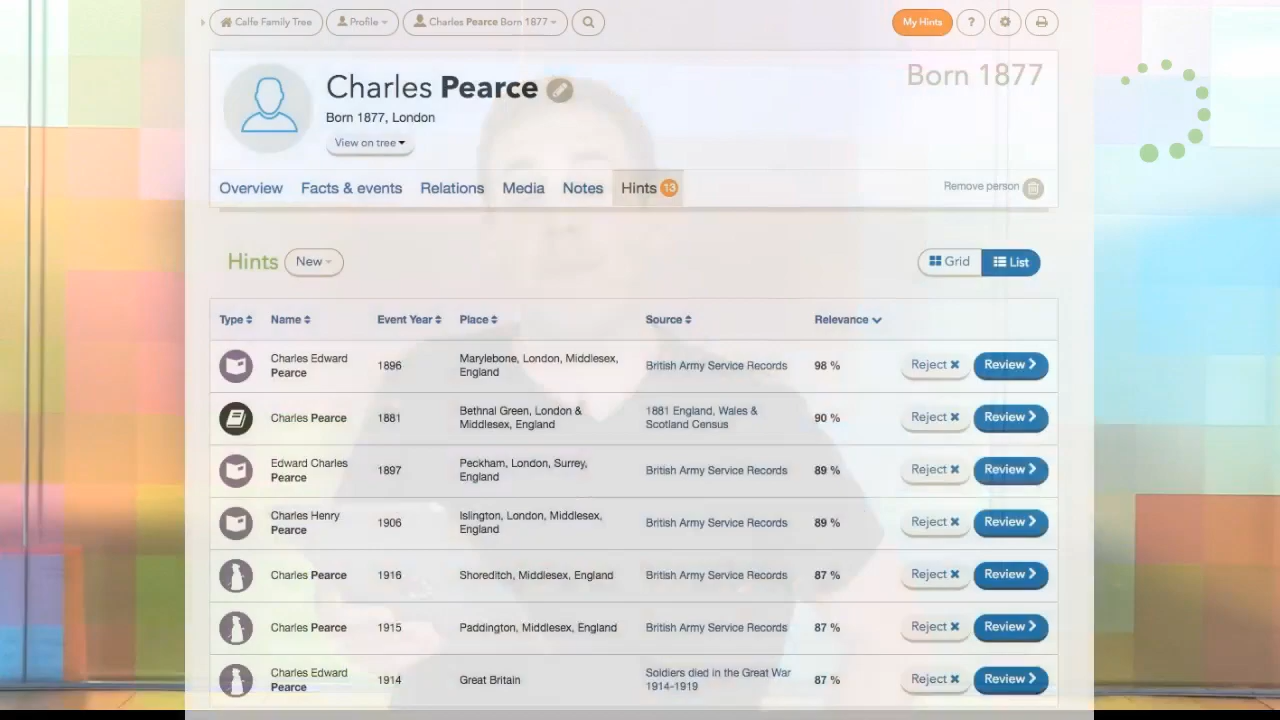 Calfe Family Tree Profile Charles Pearce Born 1877 My Hints ?
Charles Pearce Born 1877
Born 1877, London
View on tree
Overview Facts & events Relations Media Notes Hints 13 Remove person
Hints New Grid List
Type Name Event Year Place Source Relevance
Charles Edward Pearce 1896 Marylebone, London, Middlesex, England British Army Service Records 98 % Reject Review
Charles Pearce 1881 Bethnal Green, London & Middlesex, England 1881 England, Wales & Scotland Census 90 % Reject Review
Edward Charles Pearce 1897 Peckham, London, Surrey, England British Army Service Records 89 % Reject Review
Charles Henry Pearce 1906 Islington, London, Middlesex, England British Army Service Records 89 % Reject Review
Charles Pearce 1916 Shoreditch, Middlesex, England British Army Service Records 87 % Reject Review
Charles Pearce 1915 Paddington, Middlesex, England British Army Service Records 87 % Reject Review
Charles Edward Pearce 1914 Great Britain Soldiers died in the Great War 1914-1919 87 % Reject Review